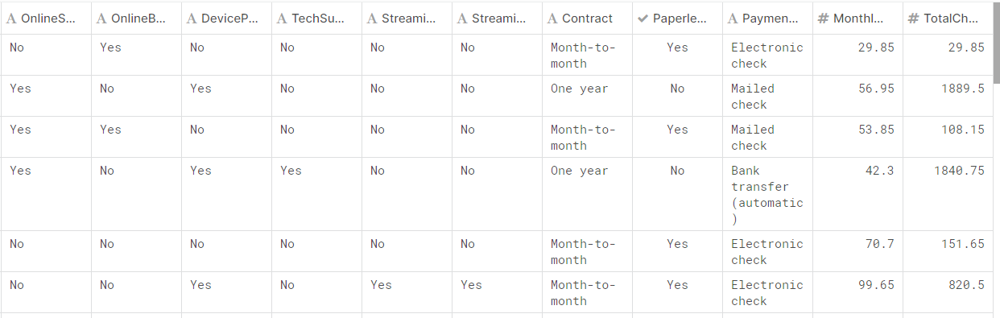 OnlineS... OnlineB... DeviceP... TechSu... Streami... Streami... Contract Paperle... Paymen... # Monthl... # TotalCh...
No Yes No No No No Month-to- Yes Electronic 29.85 29.85
month check
Yes No Yes No No No One year No Mailed 56.95 1889.5
check
Yes Yes No No No No Month-to- Yes Mailed 53.85 108.15
month check
Yes No Yes Yes No No One year No Bank 42.3 1840.75
transfer
(automatic
)
No No No No No No Month-to- Yes Electronic 70.7 151.65
month check
No No Yes No Yes Yes Month-to- Yes Electronic 99.65 820.5
month check